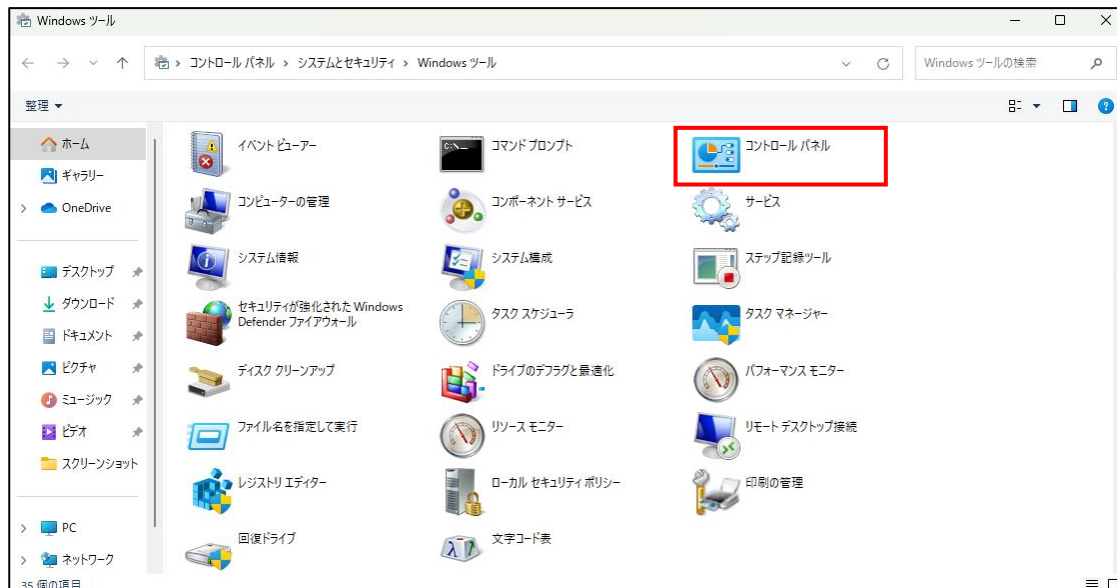 Windows ツール
コントロール パネル › システムとセキュリティ › Windows ツール
Windows ツールの検索
整理
ホーム
ギャラリー
OneDrive
デスクトップ
ダウンロード
ドキュメント
ピクチャ
ミュージック
ビデオ
スクリーンショット
PC
ネットワーク
イベント ビューアー
コマンド プロンプト
コントロール パネル
コンピューターの管理
コンポーネント サービス
サービス
システム情報
システム構成
ステップ記録ツール
セキュリティが強化された Windows
Defender ファイアウォール
タスク スケジューラ
タスク マネージャー
ディスク クリーンアップ
ドライブのデフラグと最適化
パフォーマンス モニター
ファイル名を指定して実行
リソース モニター
リモート デスクトップ接続
レジストリ エディター
ローカル セキュリティ ポリシー
印刷の管理
回復ドライブ
文字コード表
35 個の項目